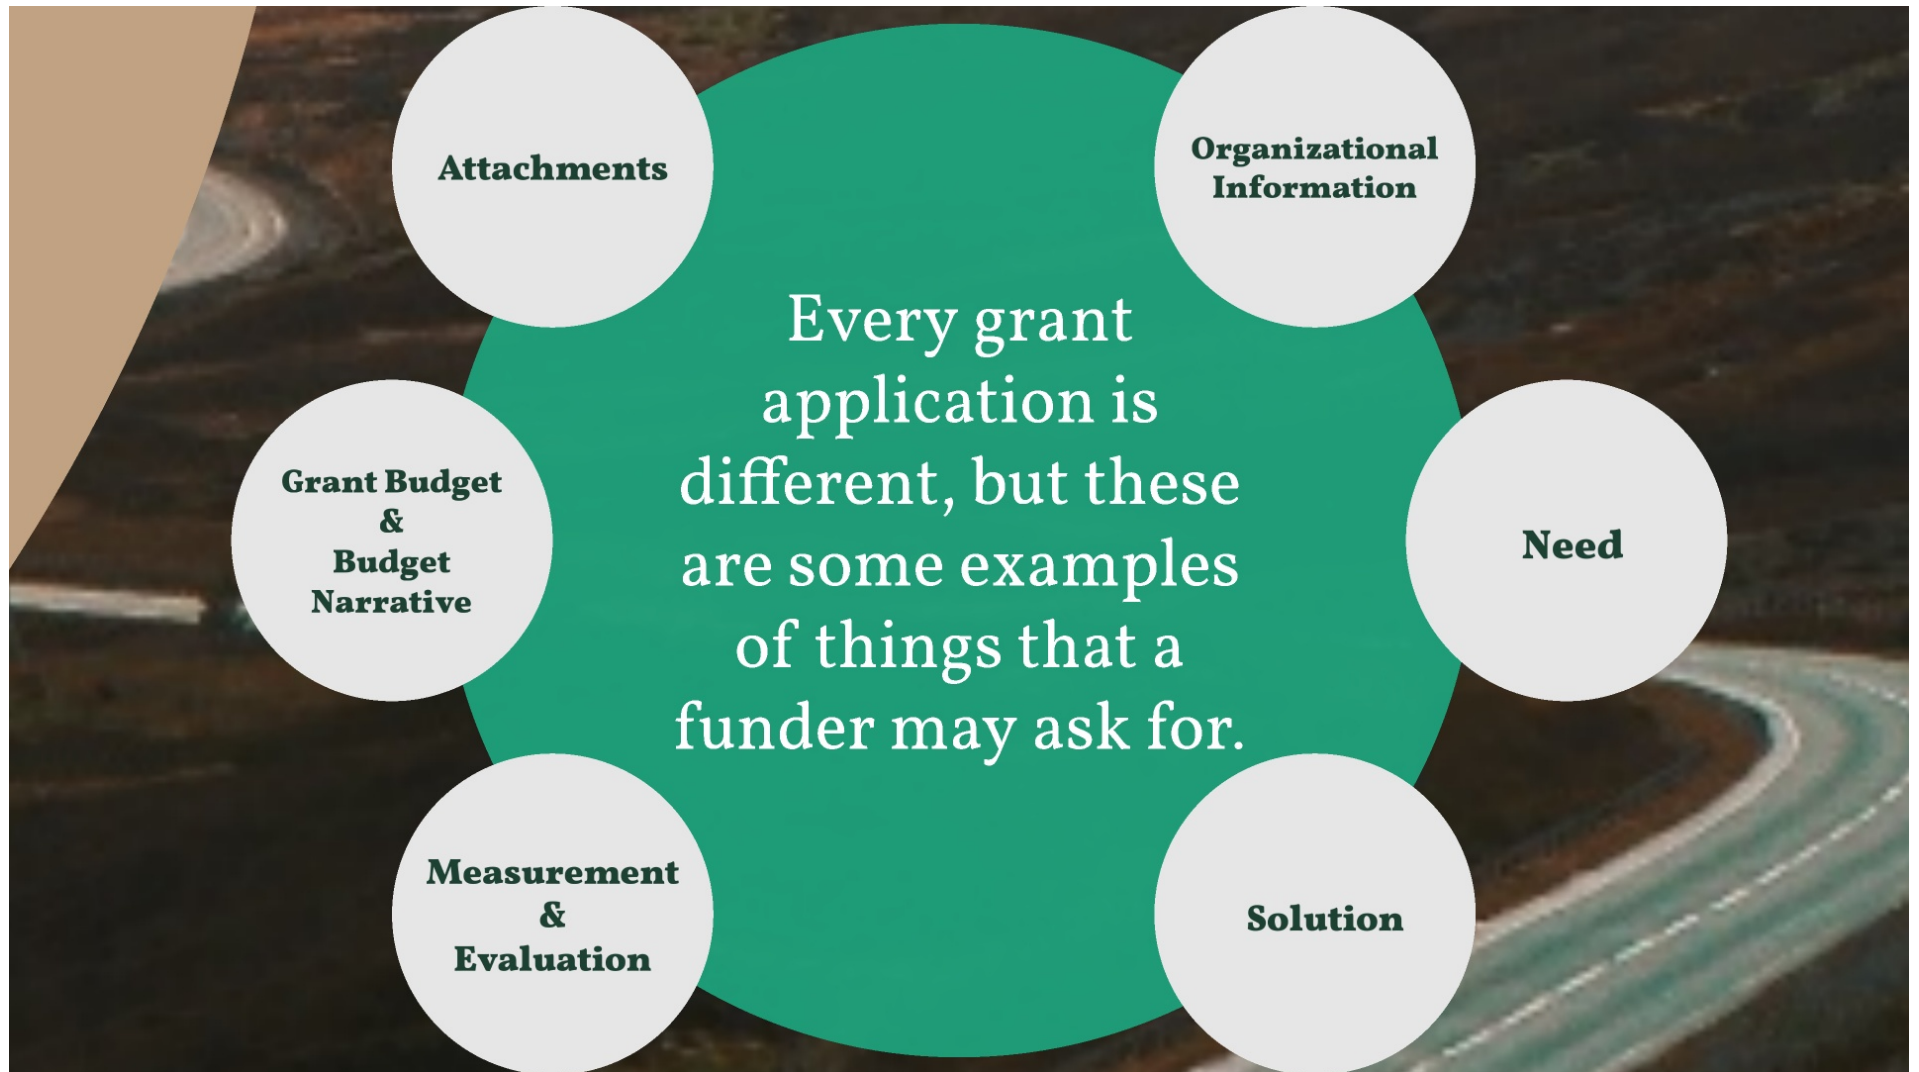 Attachments
Organizational
Information
Every grant
application is
different, but these
are some examples
of things that a
funder may ask for.
Grant Budget
&
Budget
Narrative
Need
Measurement
&
Evaluation
Solution